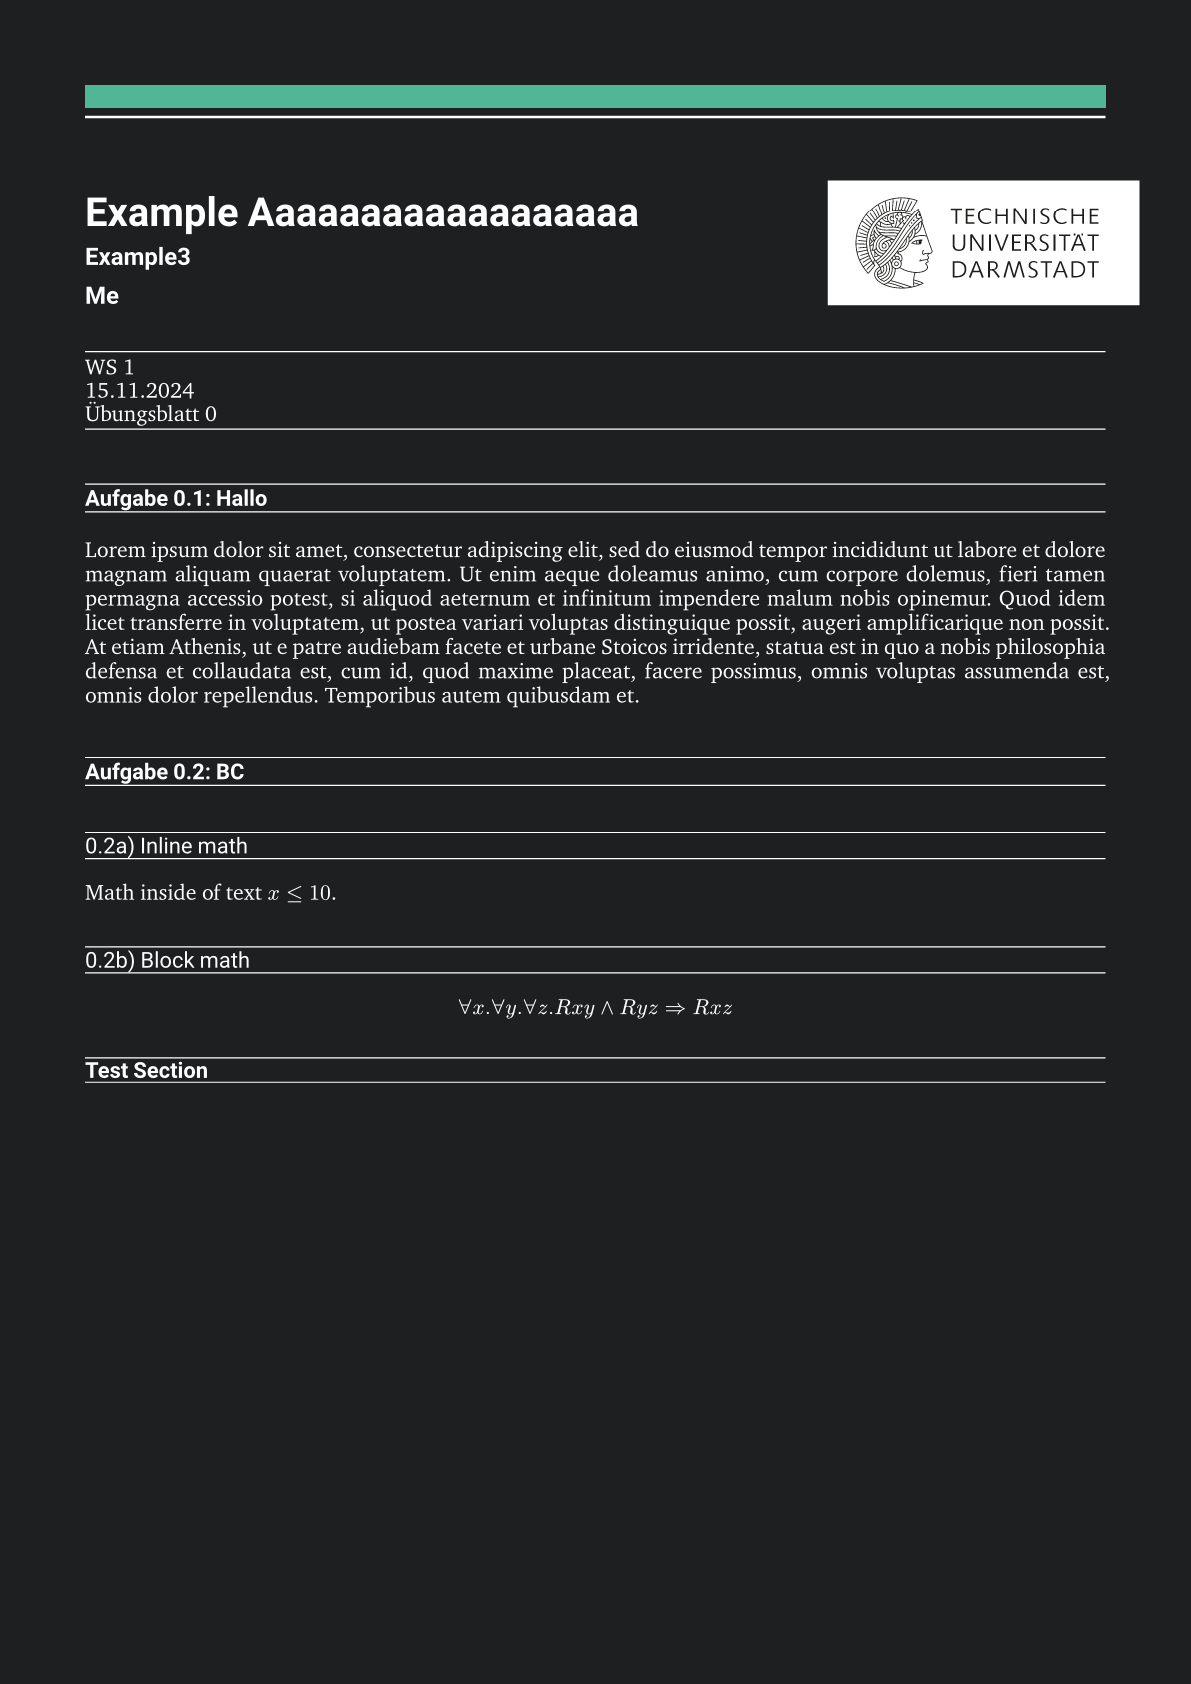 Example Aaaaaaaaaaaaaaaaaa
Example3
Me
TECHNISCHE
UNIVERSITÄT
DARMSTADT
WS 1
15.11.2024
Übungsblatt 0
Aufgabe 0.1: Hallo
Lorem ipsum dolor sit amet, consectetur adipiscing elit, sed do eiusmod tempor incididunt ut labore et dolore
magnam aliquam quaerat voluptatem. Ut enim aeque doleamus animo, cum corpore dolemus, fieri tamen
permagna accessio potest, si aliquod aeternum et infinitum impendere malum nobis opinemur. Quod idem
licet transferre in voluptatem, ut postea variari voluptas distinguique possit, augeri amplificarique non possit.
At etiam Athenis, ut e patre audiebam facete et urbane Stoicos irridente, statua est in quo a nobis philosophia
defensa et collaudata est, cum id, quod maxime placeat, facere possimus, omnis voluptas assumenda est,
omnis dolor repellendus. Temporibus autem quibusdam et.
Aufgabe 0.2: BC
0.2a) Inline math
Math inside of text x ≤ 10.
0.2b) Block math
∀x.∀y.∀z.Rxy ∧ Ryz ⇒ Rxz
Test Section